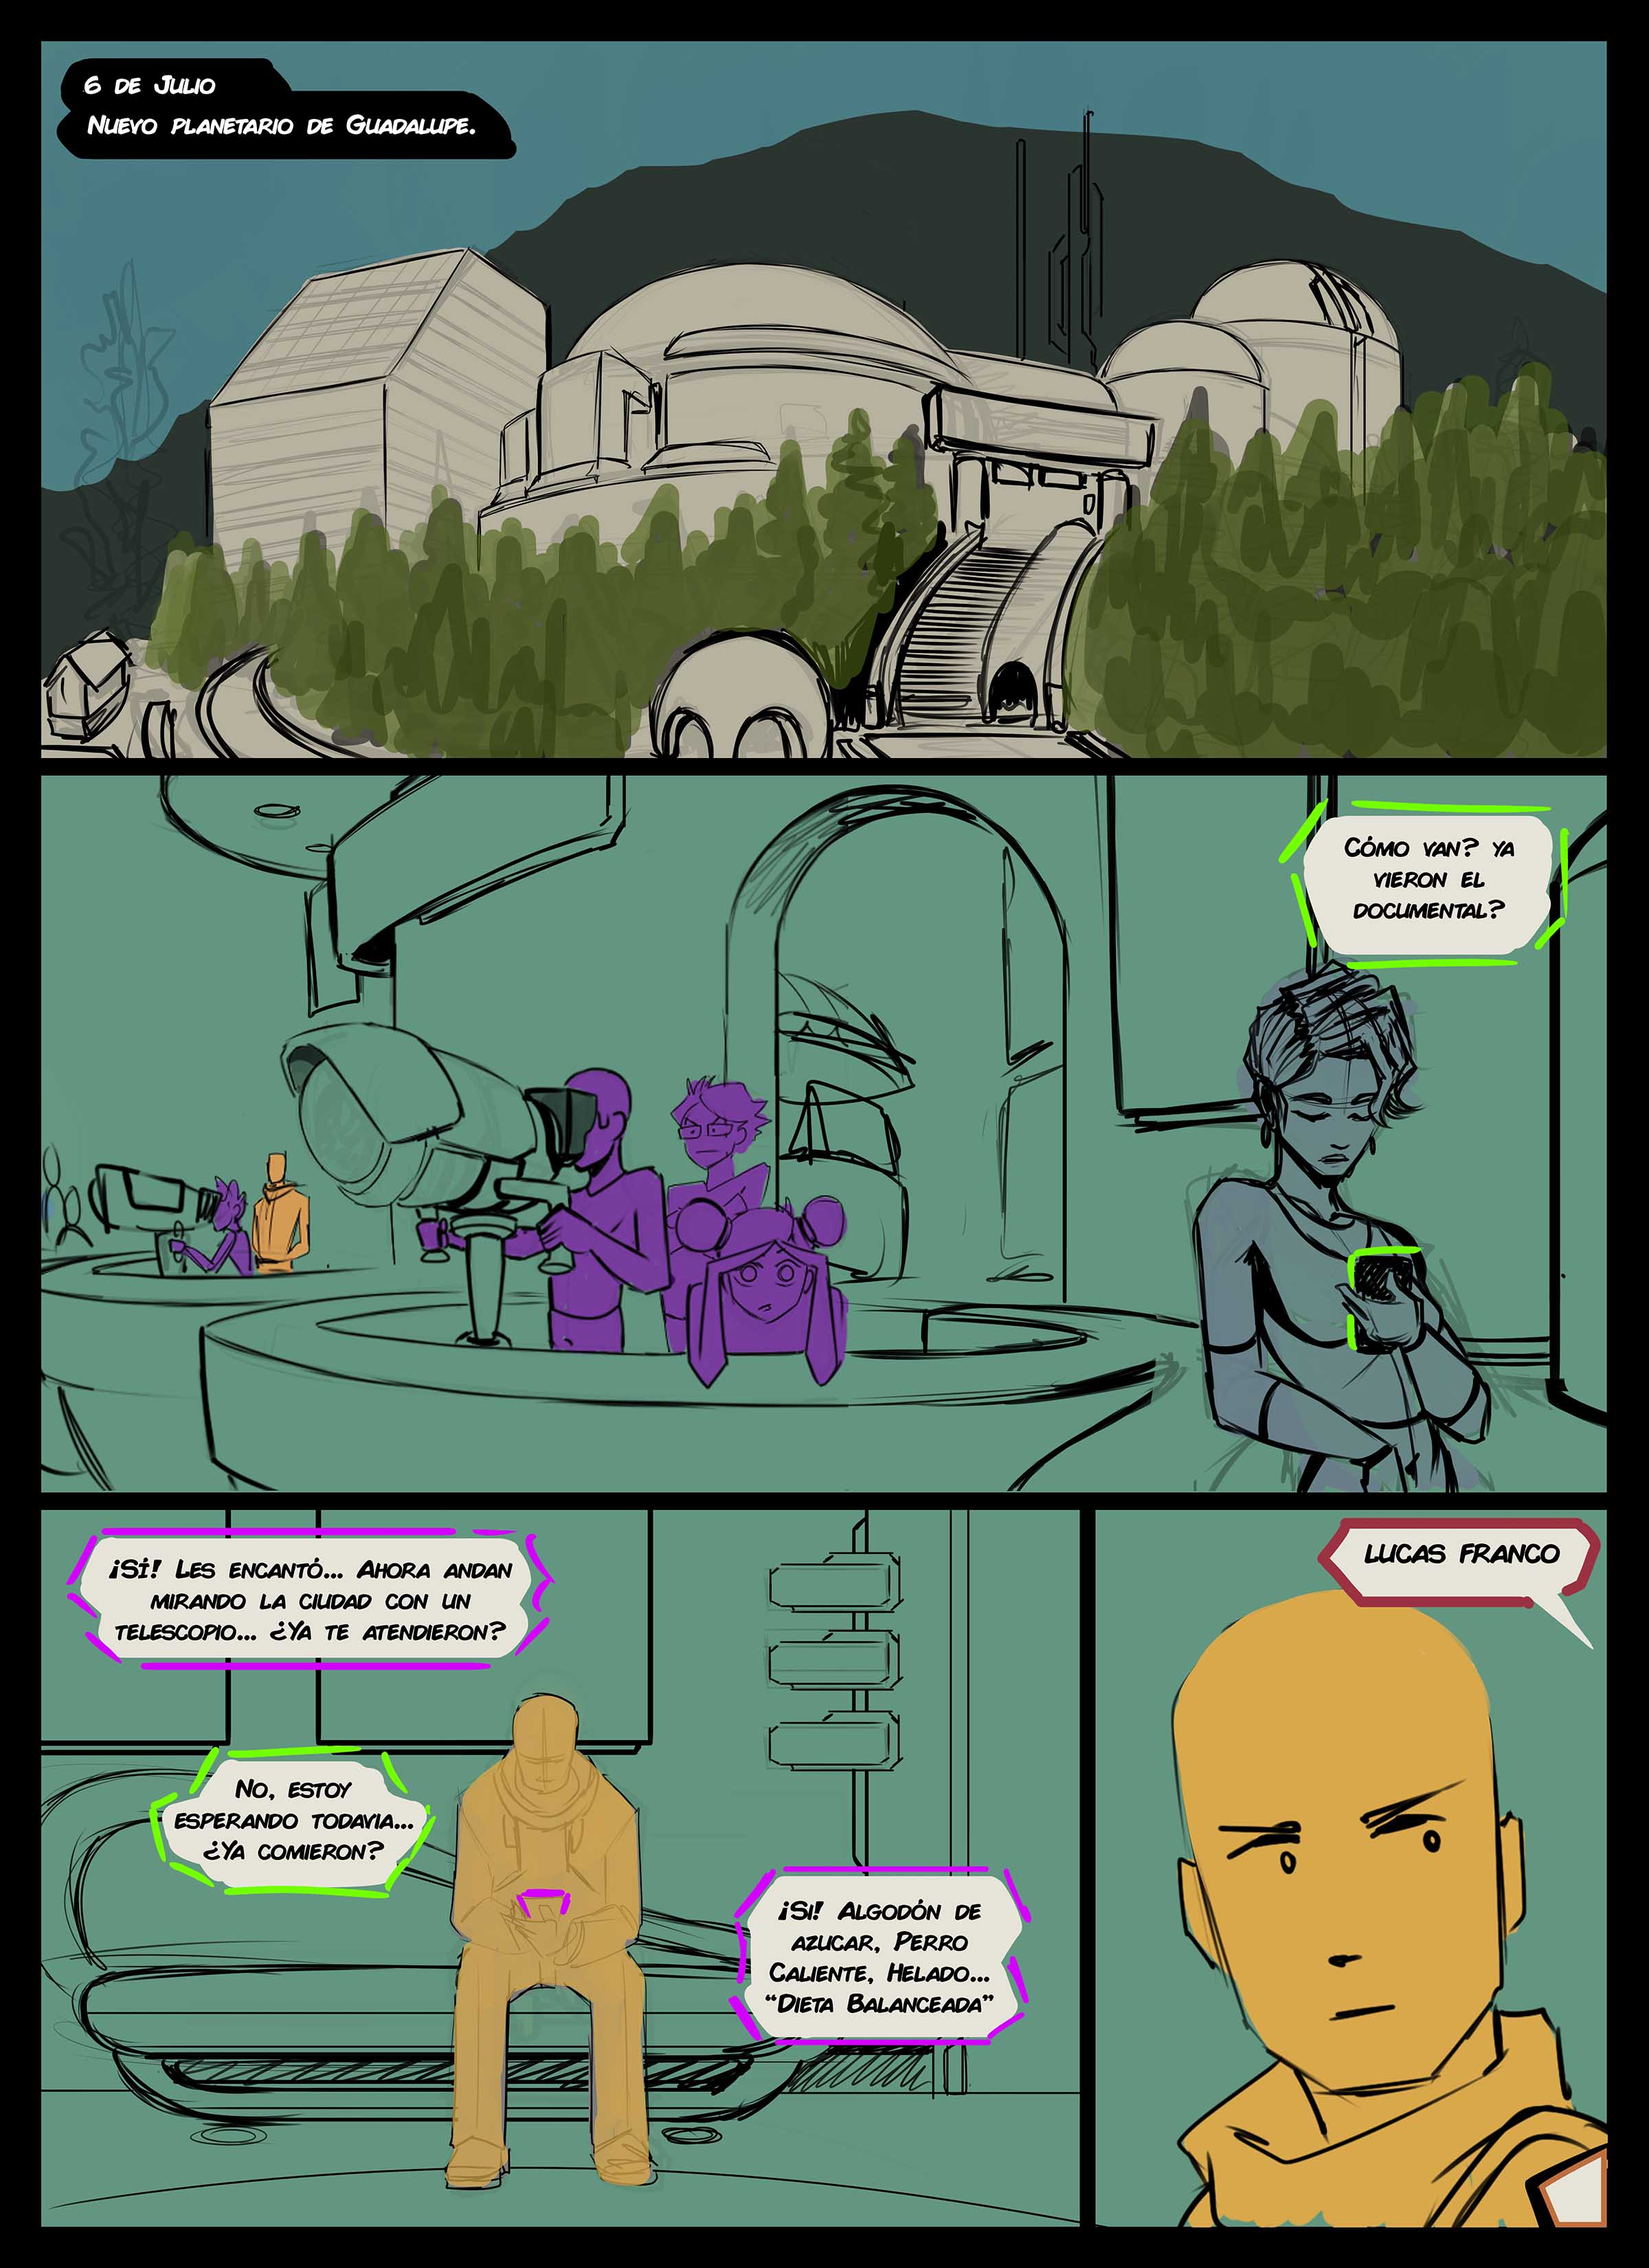 6 de Julio
Nuevo planetario de Guadalupe.
Cómo van? ya
vieron el
documental?
¡Sí! Les encantó... Ahora andan
mirando la ciudad con un
telescopio... ¿Ya te atendieron?
No, estoy
esperando todavia...
¿Ya comieron?
¡Si! Algodón de
azucar, Perro
Caliente, Helado...
“Dieta Balanceada”
LUCAS FRANCO